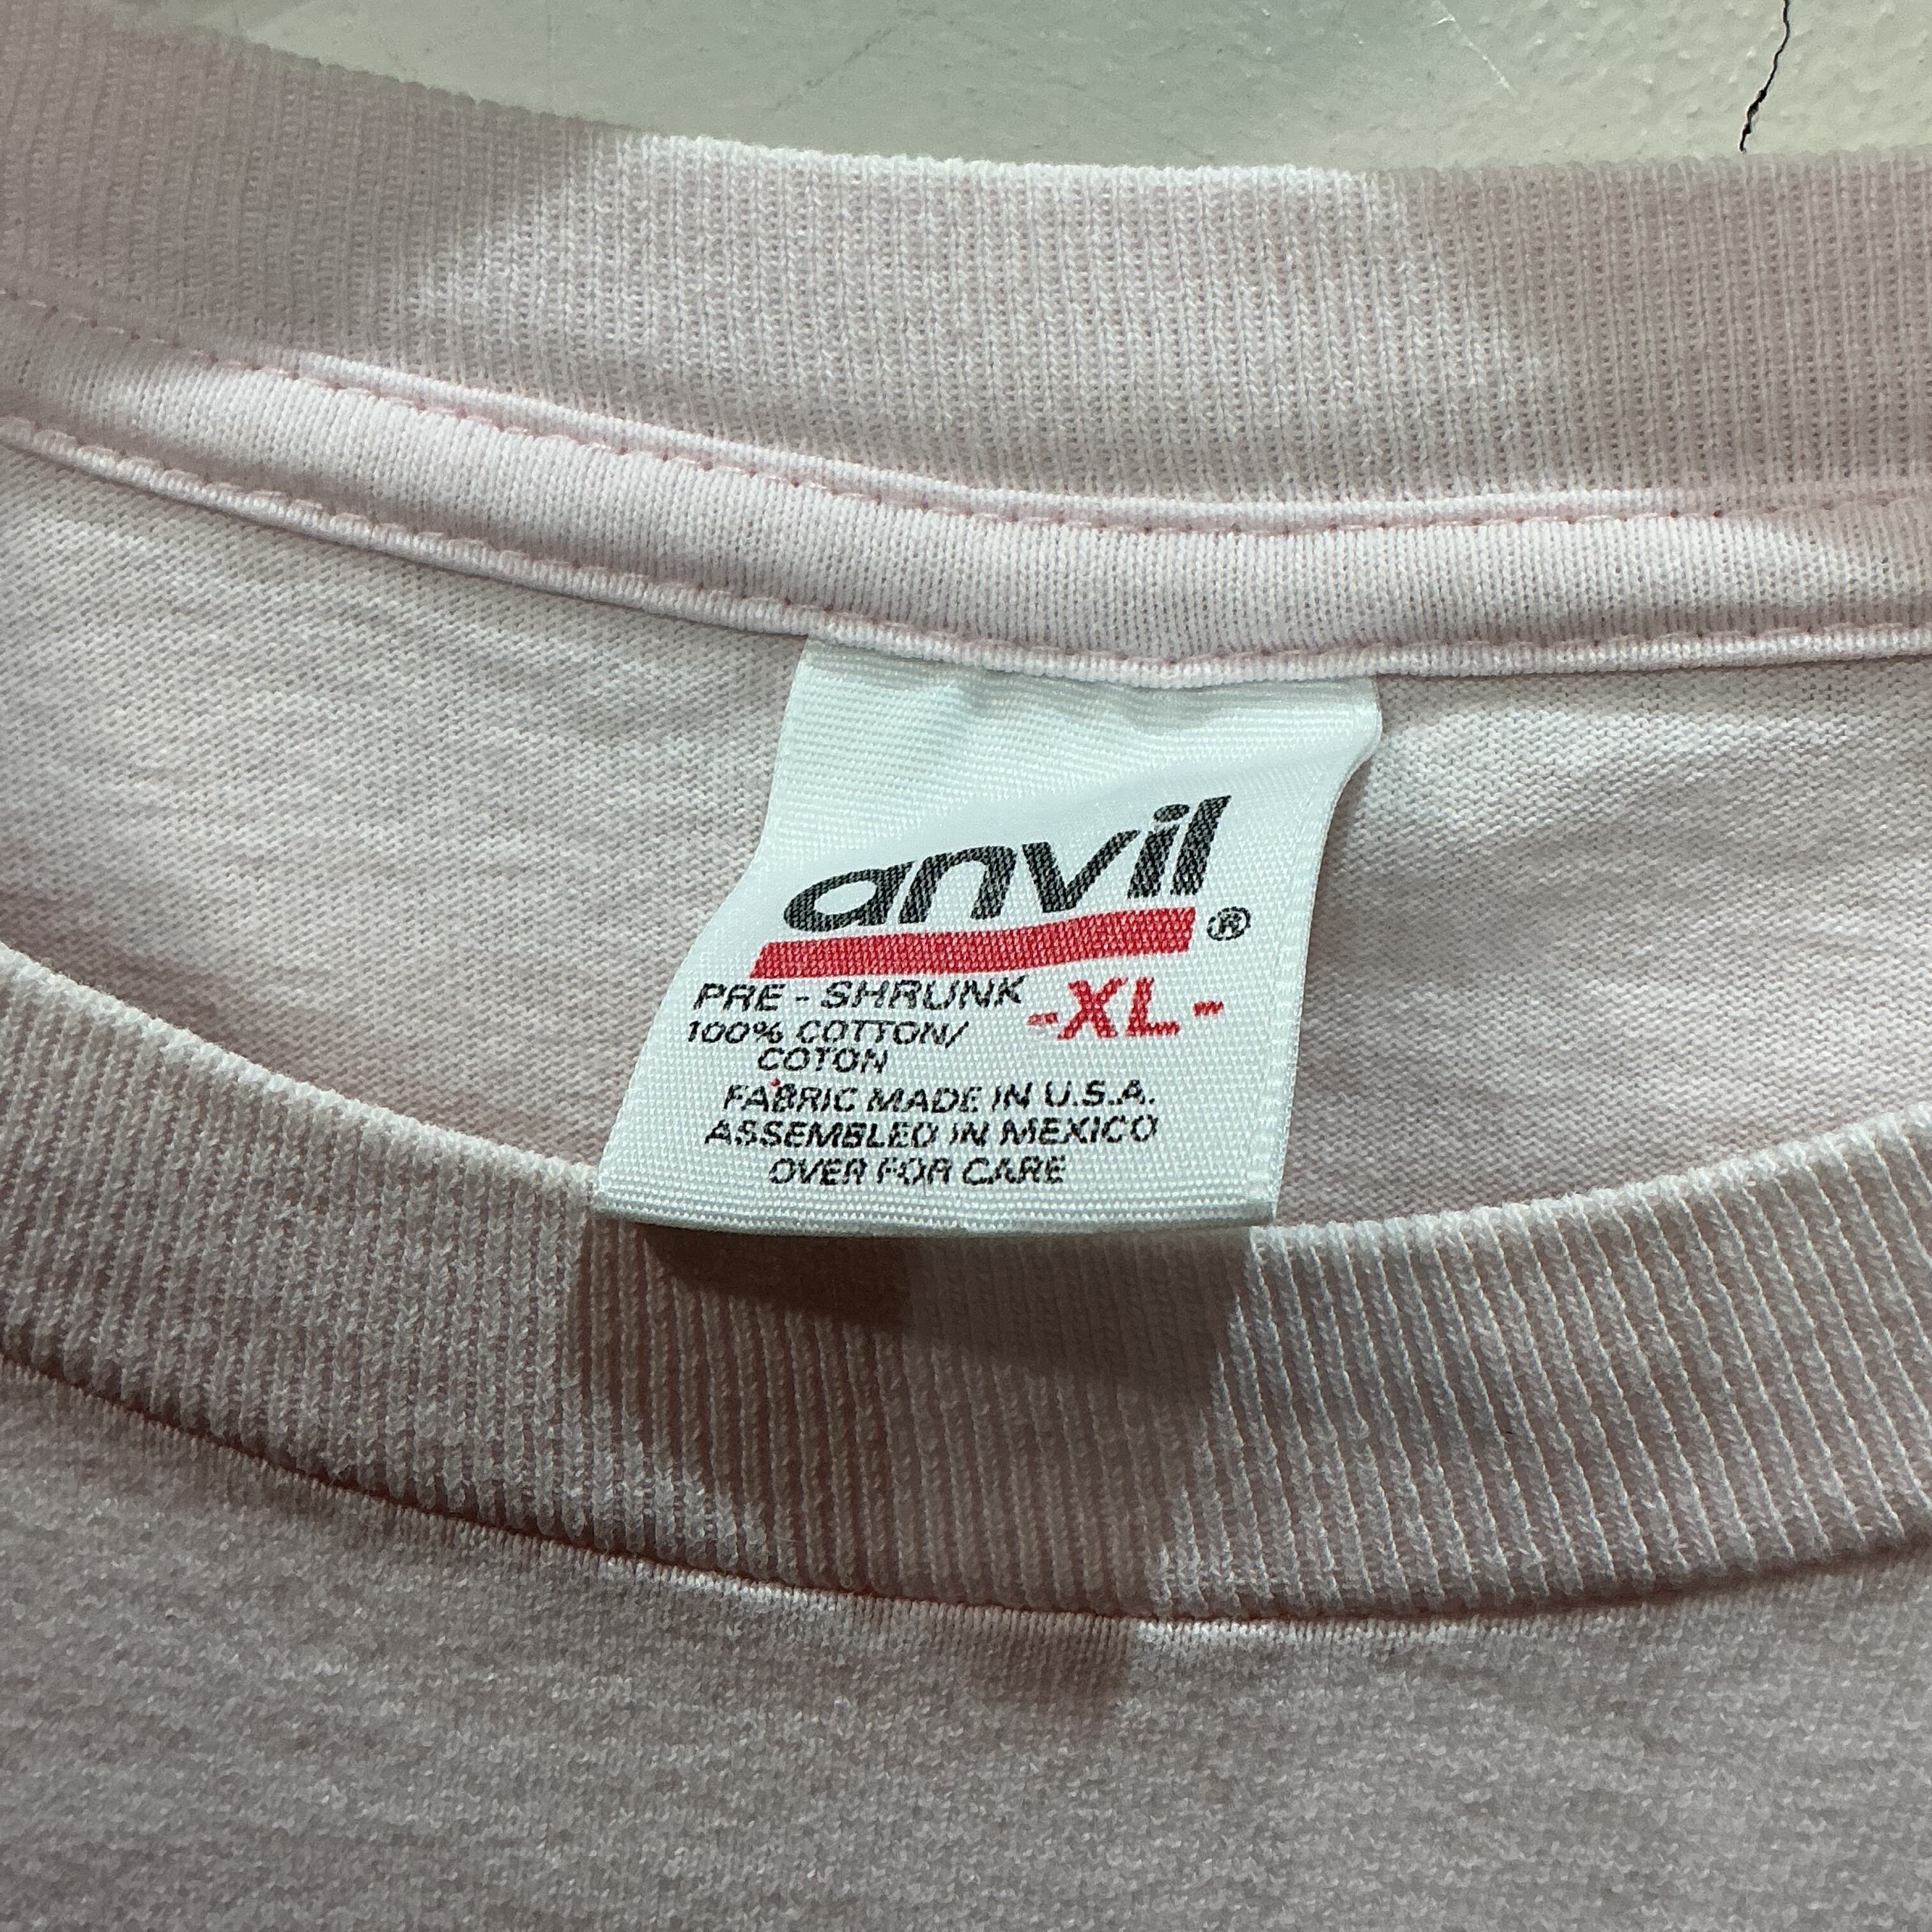 anvil®
PRE - SHRUNK -XL-
100% COTTON/
COTON
FABRIC MADE IN U.S.A.
ASSEMBLED IN MEXICO
OVER FOR CARE